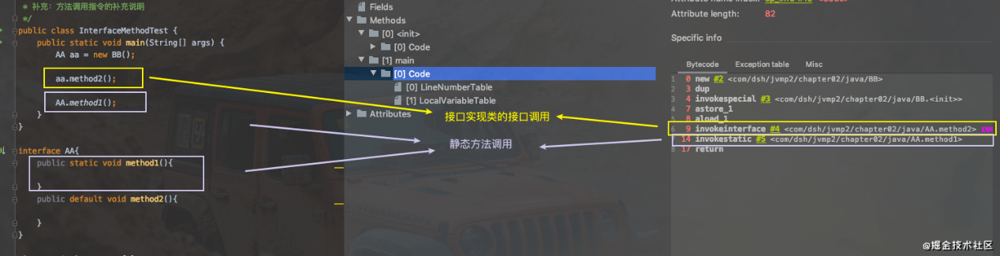 * 补充：方法调用指令的补充说明
*/
public class InterfaceMethodTest {
public static void main(String[] args) {
AA aa = new BB();
aa.method2();
AA.method1();
}
}
interface AA{
public static void method1(){
}
public default void method2(){
}
}
Fields
Methods
[0] <init>
[0] Code
[1] main
[0] Code
[0] LineNumberTable
[1] LocalVariableTable
Attributes
接口实现类的接口调用
静态方法调用
Attribute length: 82
Specific info
Bytecode Exception table Misc
1 0 new #2 <com/dsh/jvmp2/chapter02/java/BB>
2 3 dup
3 4 invokespecial #3 <com/dsh/jvmp2/chapter02/java/BB.<init>>
4 7 astore_1
5 8 aload_1
6 9 invokeinterface #4 <com/dsh/jvmp2/chapter02/java/AA.method2>
7 14 invokestatic #5 <com/dsh/jvmp2/chapter02/java/AA.method1>
8 17 return
@掘金技术社区